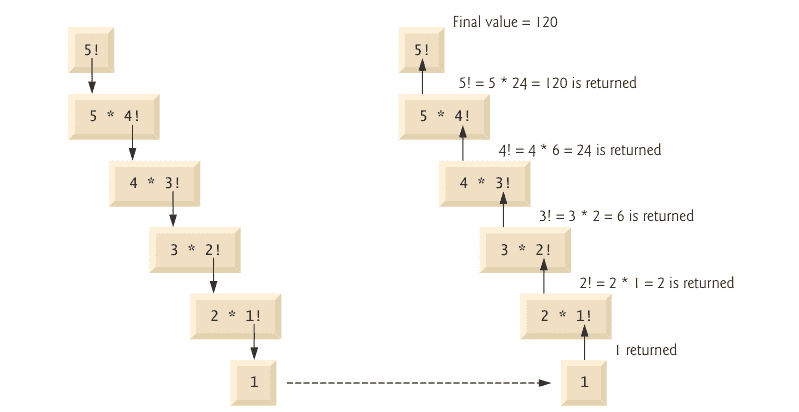 Final value = 120
5!
5!
5! = 5 * 24 = 120 is returned
5 * 4!
5 * 4!
4! = 4 * 6 = 24 is returned
4 * 3!
4 * 3!
3! = 3 * 2 = 6 is returned
3 * 2!
3 * 2!
2! = 2 * 1 = 2 is returned
2 * 1!
2 * 1!
1 returned
1
1